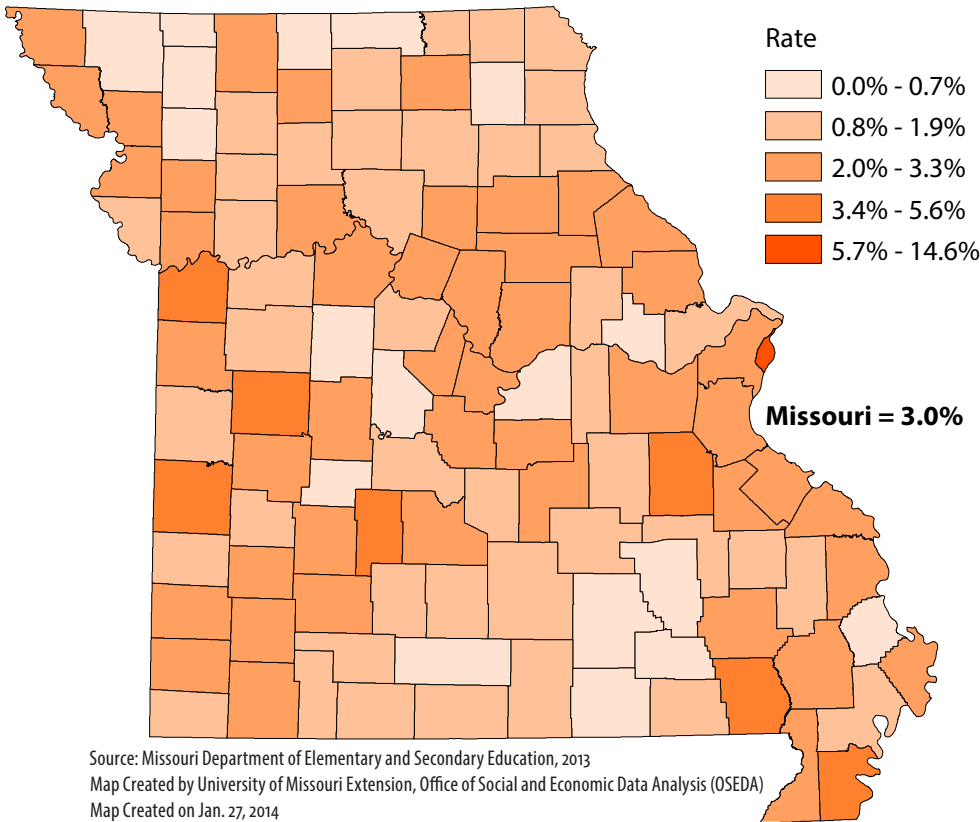 Rate
0.0% - 0.7%
0.8% - 1.9%
2.0% - 3.3%
3.4% - 5.6%
5.7% - 14.6%
Missouri = 3.0%
Source: Missouri Department of Elementary and Secondary Education, 2013
Map Created by University of Missouri Extension, Office of Social and Economic Data Analysis (OSEDA)
Map Created on Jan. 27, 2014